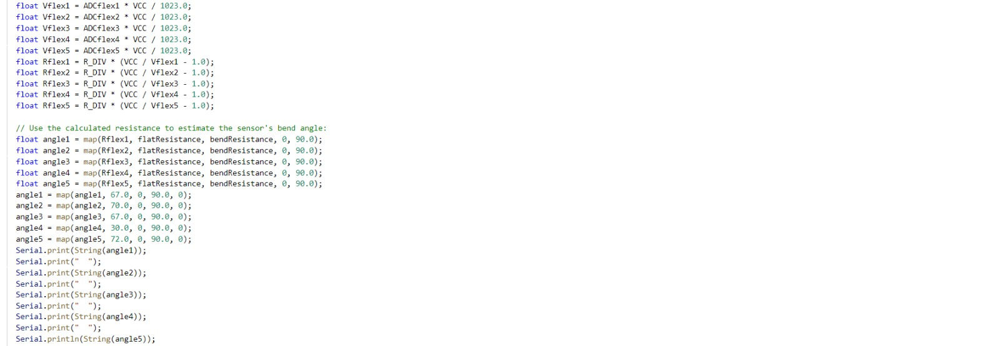 float Vflex1 = ADCflex1 * VCC / 1023.0;
float Vflex2 = ADCflex2 * VCC / 1023.0;
float Vflex3 = ADCflex3 * VCC / 1023.0;
float Vflex4 = ADCflex4 * VCC / 1023.0;
float Vflex5 = ADCflex5 * VCC / 1023.0;
float Rflex1 = R_DIV * (VCC / Vflex1 - 1.0);
float Rflex2 = R_DIV * (VCC / Vflex2 - 1.0);
float Rflex3 = R_DIV * (VCC / Vflex3 - 1.0);
float Rflex4 = R_DIV * (VCC / Vflex4 - 1.0);
float Rflex5 = R_DIV * (VCC / Vflex5 - 1.0);
// Use the calculated resistance to estimate the sensor's bend angle:
float angle1 = map(Rflex1, flatResistance, bendResistance, 0, 90.0);
float angle2 = map(Rflex2, flatResistance, bendResistance, 0, 90.0);
float angle3 = map(Rflex3, flatResistance, bendResistance, 0, 90.0);
float angle4 = map(Rflex4, flatResistance, bendResistance, 0, 90.0);
float angle5 = map(Rflex5, flatResistance, bendResistance, 0, 90.0);
angle1 = map(angle1, 67.0, 0, 90.0, 0);
angle2 = map(angle2, 70.0, 0, 90.0, 0);
angle3 = map(angle3, 67.0, 0, 90.0, 0);
angle4 = map(angle4, 30.0, 0, 90.0, 0);
angle5 = map(angle5, 72.0, 0, 90.0, 0);
Serial.print(String(angle1));
Serial.print("  ");
Serial.print(String(angle2));
Serial.print("  ");
Serial.print(String(angle3));
Serial.print("  ");
Serial.print(String(angle4));
Serial.print("  ");
Serial.println(String(angle5));